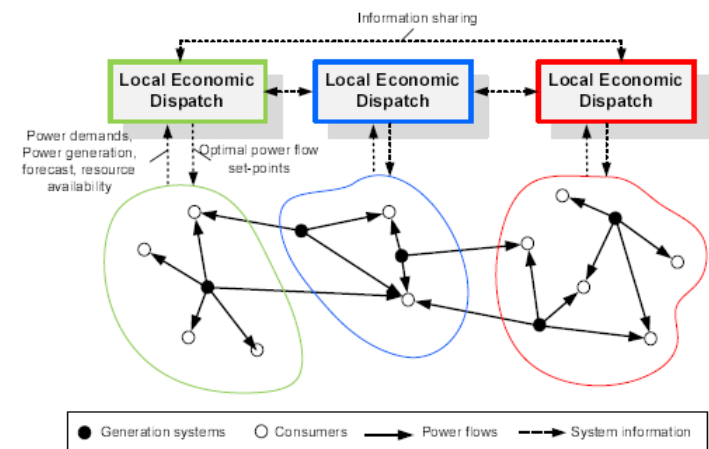 Information sharing
Local Economic
Dispatch
Local Economic
Dispatch
Local Economic
Dispatch
Power demands,
Power generation,
forecast, resource
availability
Optimal power flow
set-points
Generation systems
Consumers
Power flows
System information